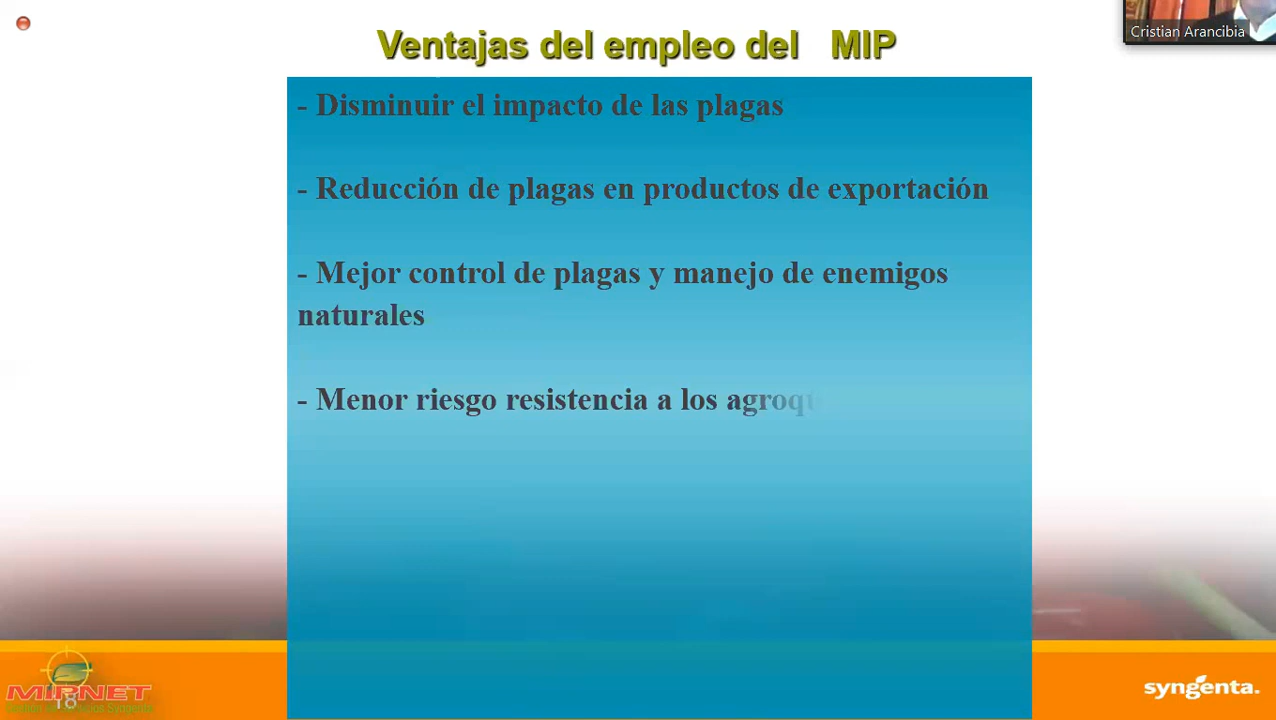 Ventajas del empleo del MIP
Cristian Arancibia
- Disminuir el impacto de las plagas
- Reducción de plagas en productos de exportación
- Mejor control de plagas y manejo de enemigos
naturales
- Menor riesgo resistencia a los
MIPNET
18
syngenta.